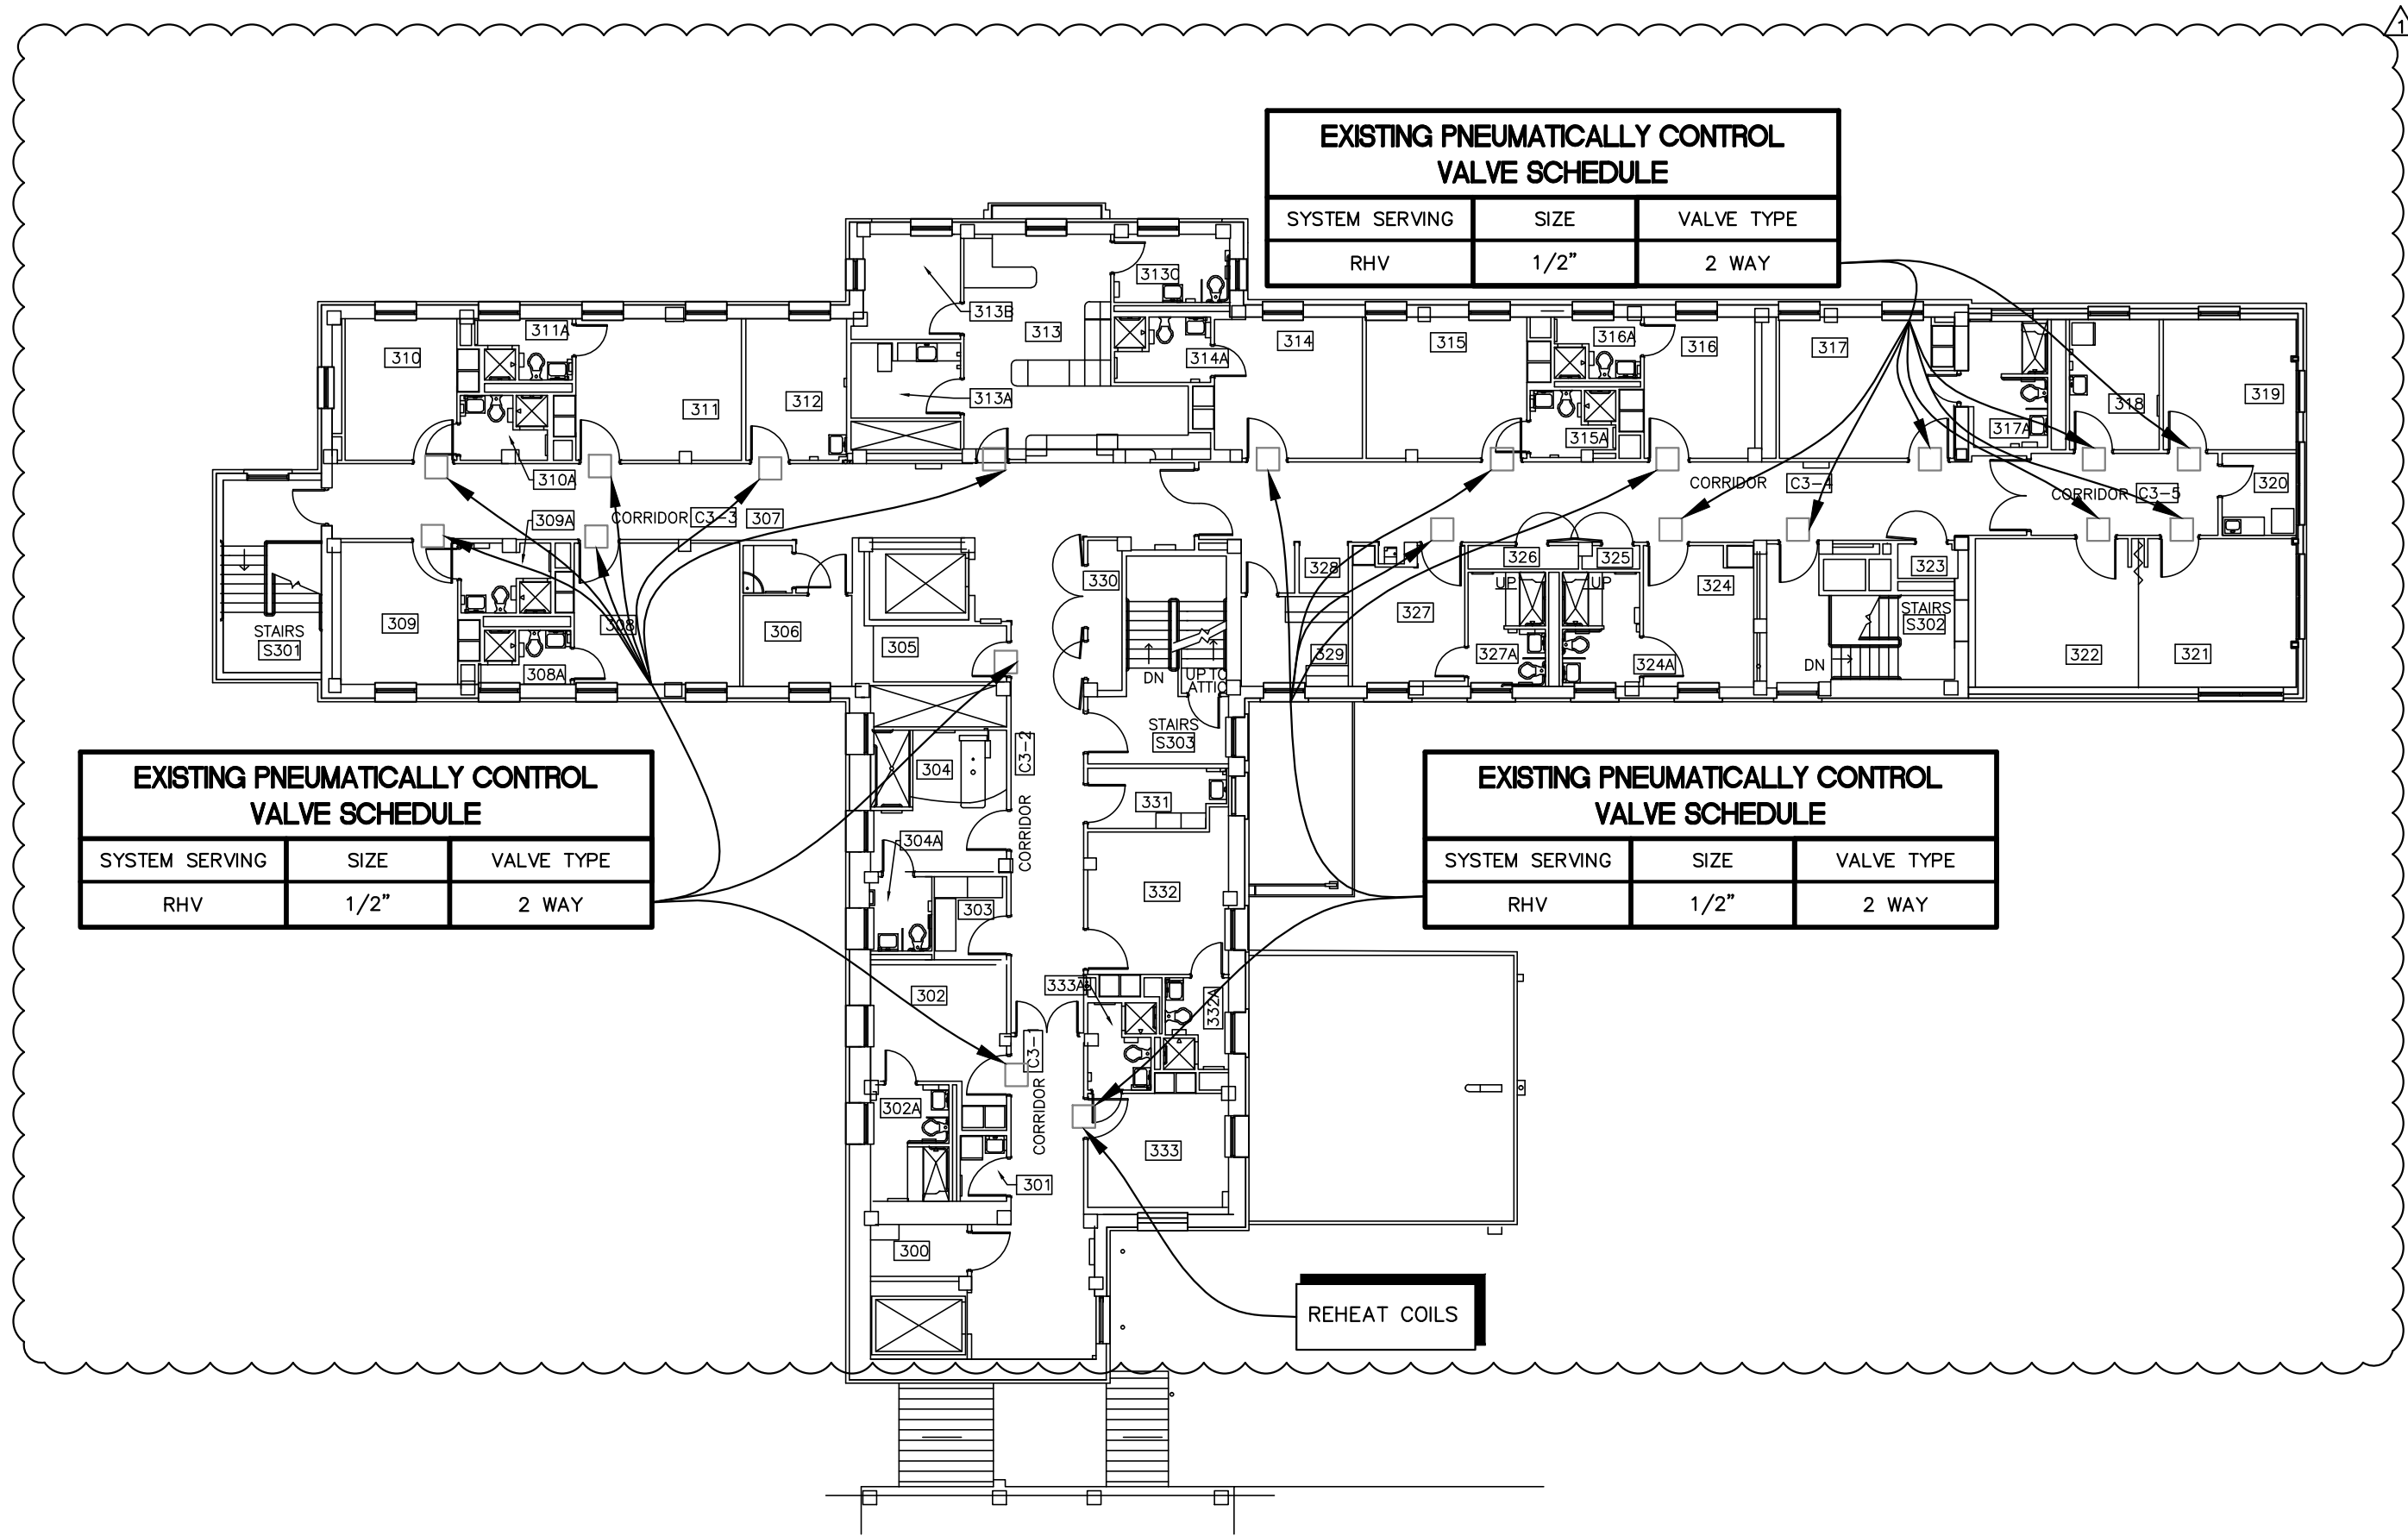 1
EXISTING PNEUMATICALLY CONTROL
VALVE SCHEDULE
SYSTEM SERVING SIZE VALVE TYPE
RHV 1/2" 2 WAY
313C
313B
313
311A
310
314A
314
315
316A
316
317
313A
312
311
318
319
317A
315A
310A
309A
CORRIDOR C3-3
307
CORRIDOR
C3-4
CORRIDOR C3-5
320
330
328
326
325
323
UP
UP
324
327
STAIRS
S302
309
308
306
305
STAIRS
S301
308A
329
327A
324A
DN
322
321
DN
UP TO
ATTIC
STAIRS
S303
C3-2
CORRIDOR
304
331
304A
332
303
EXISTING PNEUMATICALLY CONTROL
VALVE SCHEDULE
SYSTEM SERVING SIZE VALVE TYPE
RHV 1/2" 2 WAY
EXISTING PNEUMATICALLY CONTROL
VALVE SCHEDULE
SYSTEM SERVING SIZE VALVE TYPE
RHV 1/2" 2 WAY
302
333A
332A
C3-1
CORRIDOR
302A
333
301
300
REHEAT COILS